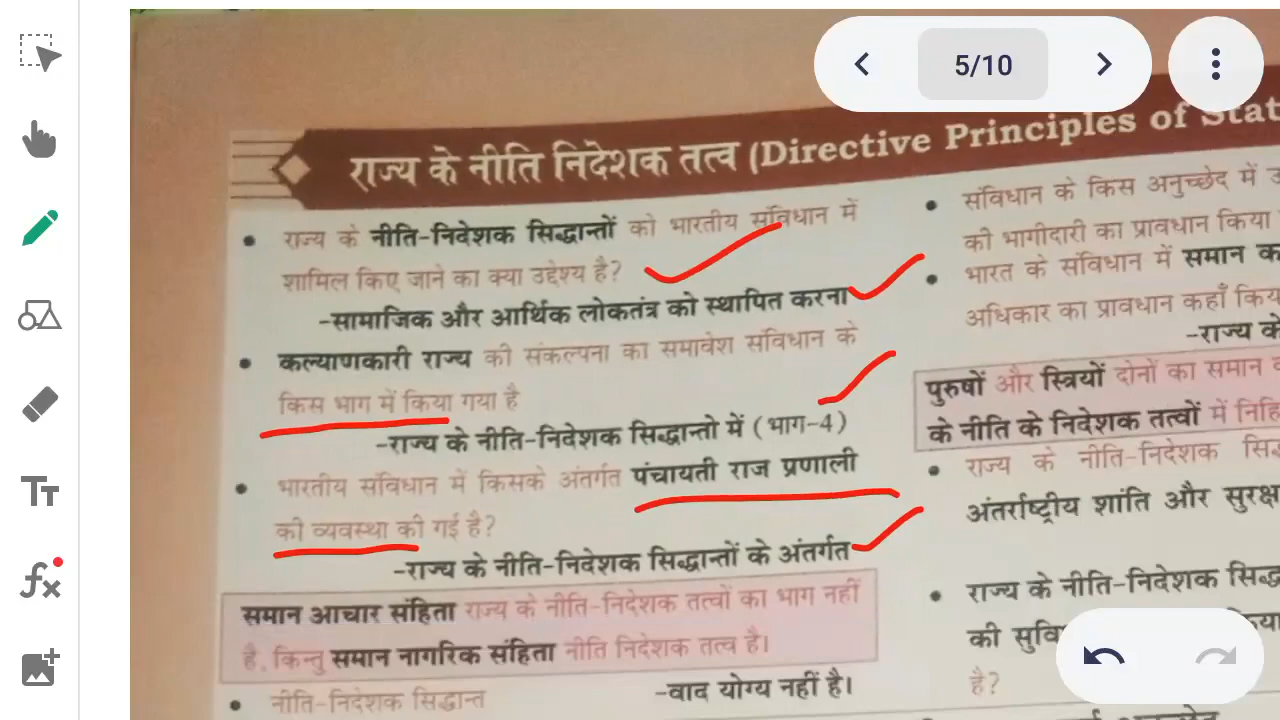 5/10
राज्य के नीति निदेशक तत्व (Directive Principles of Stat
राज्य के नीति-निदेशक सिद्धान्तों को भारतीय संविधान में
शामिल किए जाने का क्या उद्देश्य है?
-सामाजिक और आर्थिक लोकतंत्र को स्थापित करना
कल्याणकारी राज्य की संकल्पना का समावेश संविधान के
किस भाग में किया गया है
-राज्य के नीति-निदेशक सिद्धान्तो में (भाग-4)
भारतीय संविधान में किसके अंतर्गत पंचायती राज प्रणाली
की व्यवस्था की गई है?
-राज्य के नीति-निदेशक सिद्धान्तों के अंतर्गत
समान आचार संहिता राज्य के नीति-निदेशक तत्वों का भाग नहीं
है, किन्तु समान नागरिक संहिता नीति निदेशक तत्व है।
नीति-निदेशक सिद्धान्त -वाद योग्य नहीं है।
संविधान के किस अनुच्छेद में
की भागीदारी का प्रावधान किया
भारत के संविधान में समान
अधिकार का प्रावधान कहाँ
-राज्य के
पुरुषों और स्त्रियों दोनों का समान
के नीति के निदेशक तत्वों में
राज्य के नीति-निदेशक
अंतर्राष्ट्रीय शांति और
राज्य के नीति-निदेशक
की
है?
Tт
fx